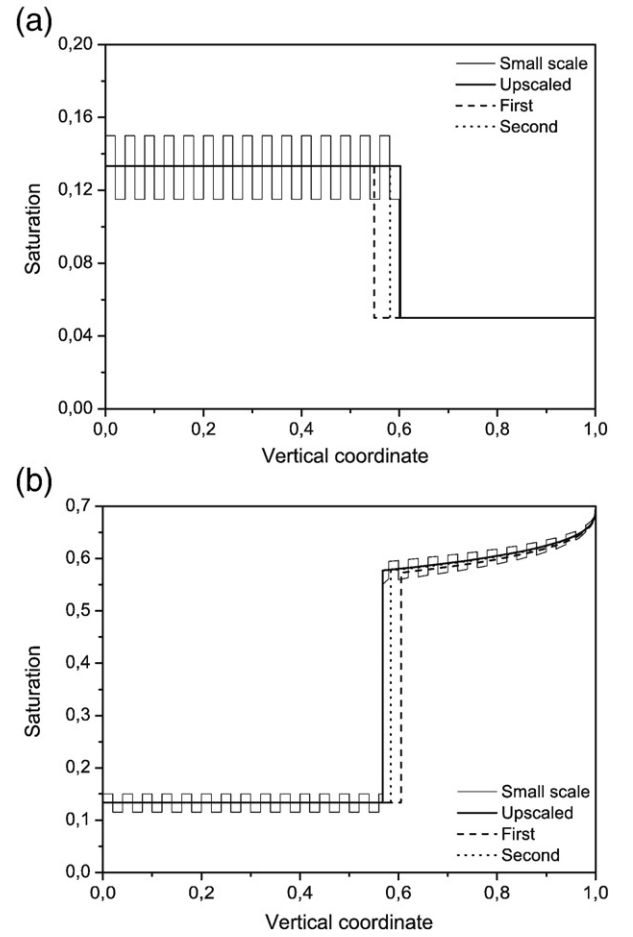 (a)
0,20
0,16
0,12
0,08
0,04
0,00
Saturation
Small scale
Upscaled
First
Second
0,0 0,2 0,4 0,6 0,8 1,0
Vertical coordinate
(b)
0,7
0,6
0,5
0,4
0,3
0,2
0,1
0,0
Saturation
Small scale
Upscaled
First
Second
0,0 0,2 0,4 0,6 0,8 1,0
Vertical coordinate